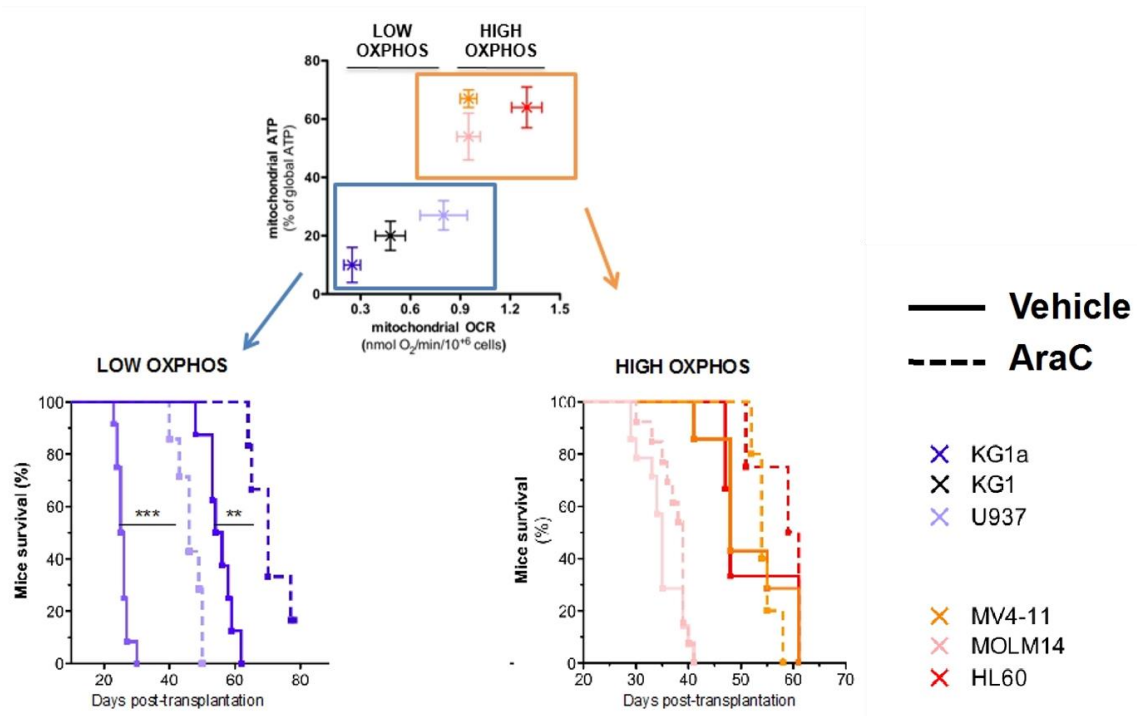 LOW
OXPHOS
HIGH
OXPHOS
mitochondrial ATP
(% of global ATP)
80
60
40
20
0
0.3 0.6 0.9 1.2 1.5
mitochondrial OCR
(nmol O₂/min/10⁺⁶ cells)
Vehicle
AraC
LOW OXPHOS
Mice survival (%)
100
80
60
40
20
0
***
**
20 40 60 80
Days post-transplantation
HIGH OXPHOS
Mice survival
(%)
100
80
60
40
20
0
20 30 40 50 60 70
Days post-transplantation
-
KG1a
KG1
U937
MV4-11
MOLM14
HL60